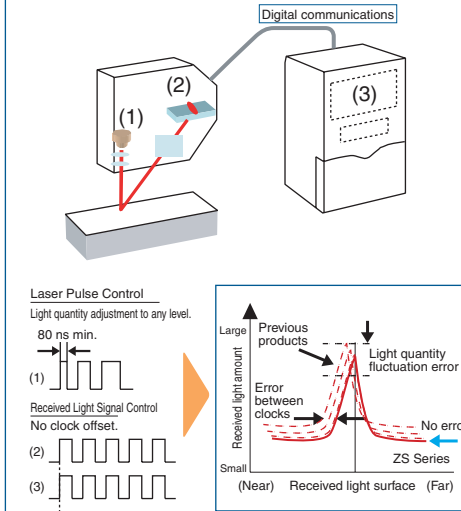 Digital communications
(1)
(2)
(3)
Laser Pulse Control
Light quantity adjustment to any level.
80 ns min.
(1)
Received Light Signal Control
No clock offset.
(2)
(3)
Received light amount
Large
Small
Previous
products
Light quantity
fluctuation error
Error
between
clocks
No erro
ZS Series
(Near)
Received light surface
(Far)